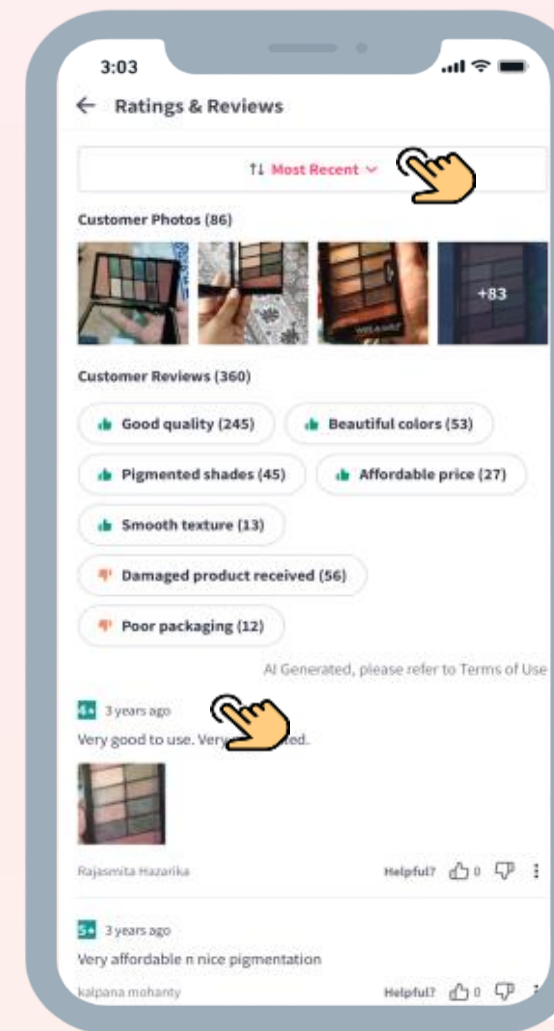 3:03
Ratings & Reviews
Most Recent
Customer Photos (86)
WET N WILD
+83
Customer Reviews (360)
Good quality (245)
Beautiful colors (53)
Pigmented shades (45)
Affordable price (27)
Smooth texture (13)
Damaged product received (56)
Poor packaging (12)
AI Generated, please refer to Terms of Use
4★ 3 years ago
Very good to use. Very
Rajasmita Hazarika
Helpful? 0
5★ 3 years ago
Very affordable n nice pigmentation
kalpana mohanty
Helpful? 0